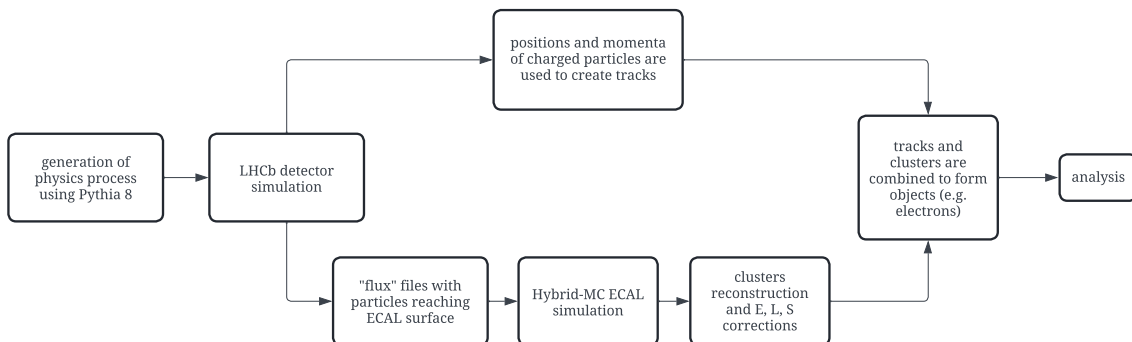 generation of
physics process
using Pythia 8
LHCb detector
simulation
positions and momenta
of charged particles are
used to create tracks
"flux" files with
particles reaching
ECAL surface
Hybrid-MC ECAL
simulation
clusters
reconstruction
and E, L, S
corrections
tracks and
clusters are
combined to form
objects (e.g.
electrons)
analysis